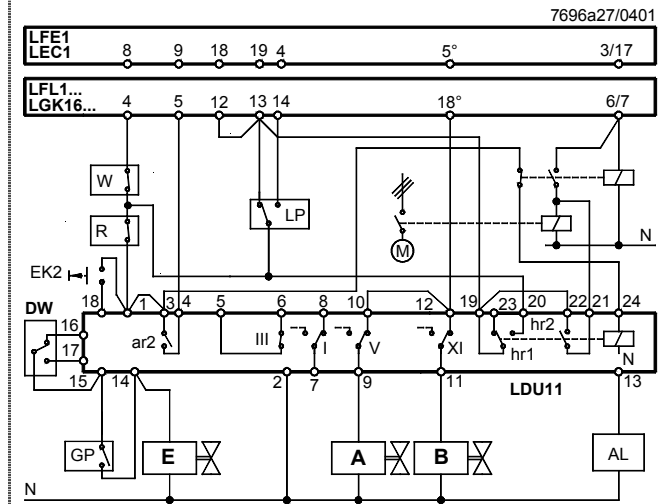 7696a27/0401
LFE1
LEC1
8 9 18 19 4 5° 3/17
LFL1...
LGK16...
4 5 12 13 14 18° 6/7
W
LP
R
N
EK2
M
DW
18 1 3 4 5 6 8 10 12 19 23 20 22 21 24
16
hr2
ar2 III I V XI
17
hr1 N
15 14 2 7 9 11 LDU11 13
GP E A B AL
N